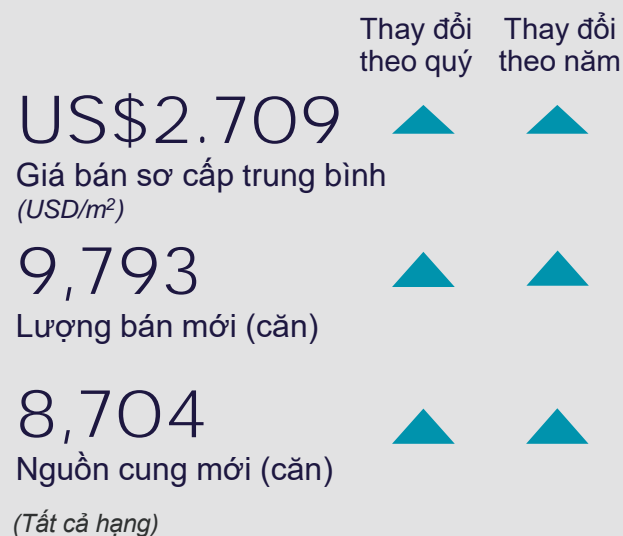 Thay đổi Thay đổi
theo quý theo năm
US$2.709
Giá bán sơ cấp trung bình
(USD/m²)
9,793
Lượng bán mới (căn)
8,704
Nguồn cung mới (căn)
(Tất cả hạng)